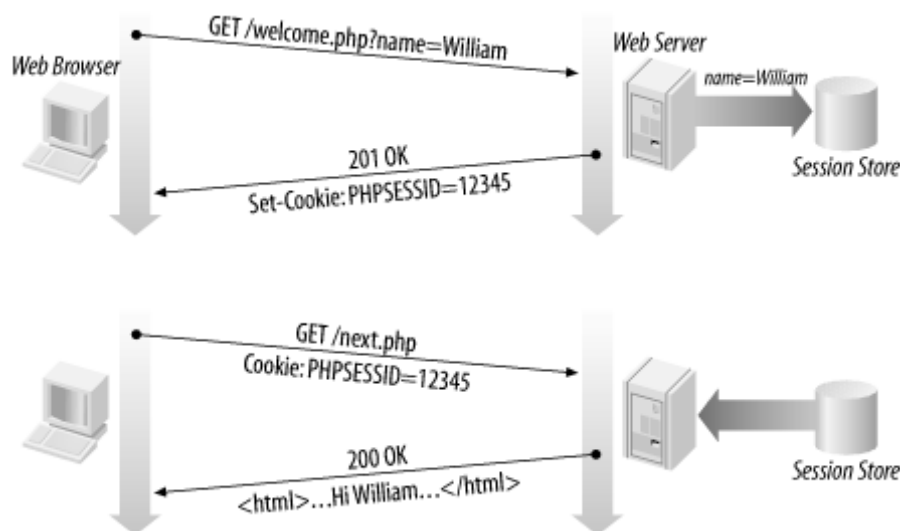 GET /welcome.php?name=William
Web Browser
Web Server
name=William
Session Store
201 OK
Set-Cookie: PHPSESSID=12345
GET /next.php
Cookie: PHPSESSID=12345
200 OK
<html>...Hi William...</html>
Session Store